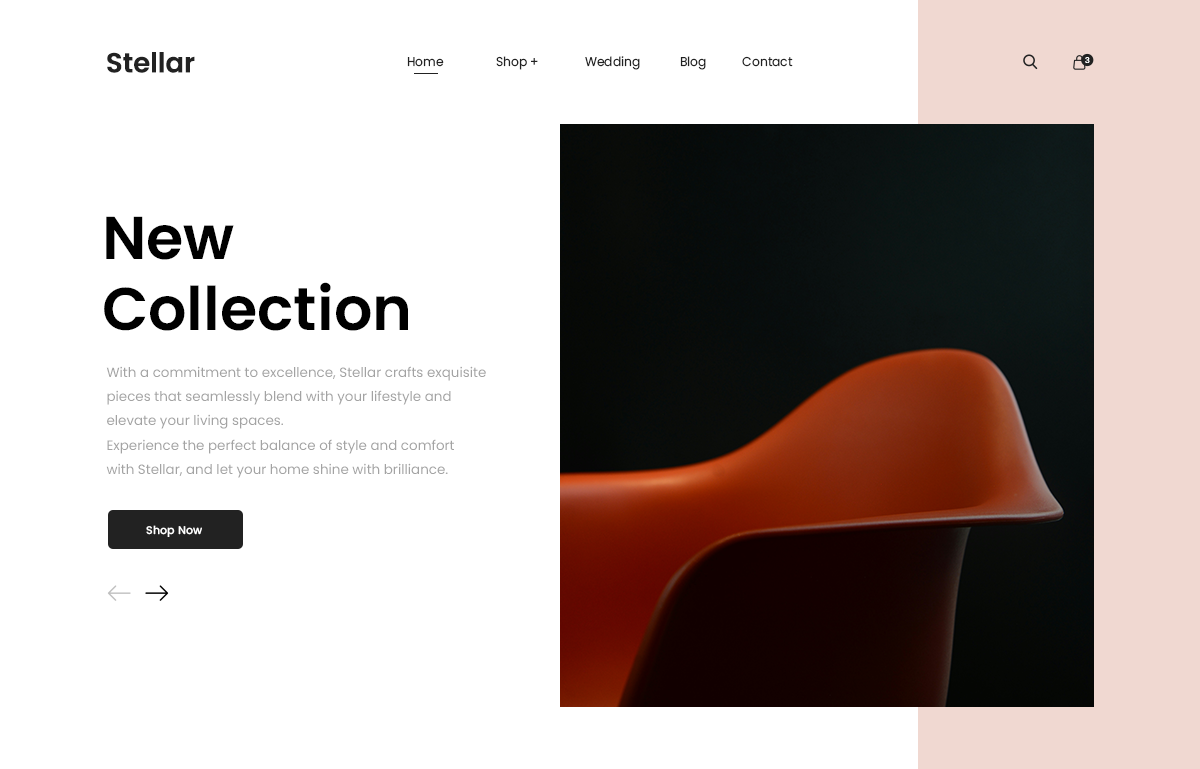 Stellar
Home Shop + Wedding Blog Contact
3
New
Collection
With a commitment to excellence, Stellar crafts exquisite
pieces that seamlessly blend with your lifestyle and
elevate your living spaces.
Experience the perfect balance of style and comfort
with Stellar, and let your home shine with brilliance.
Shop Now